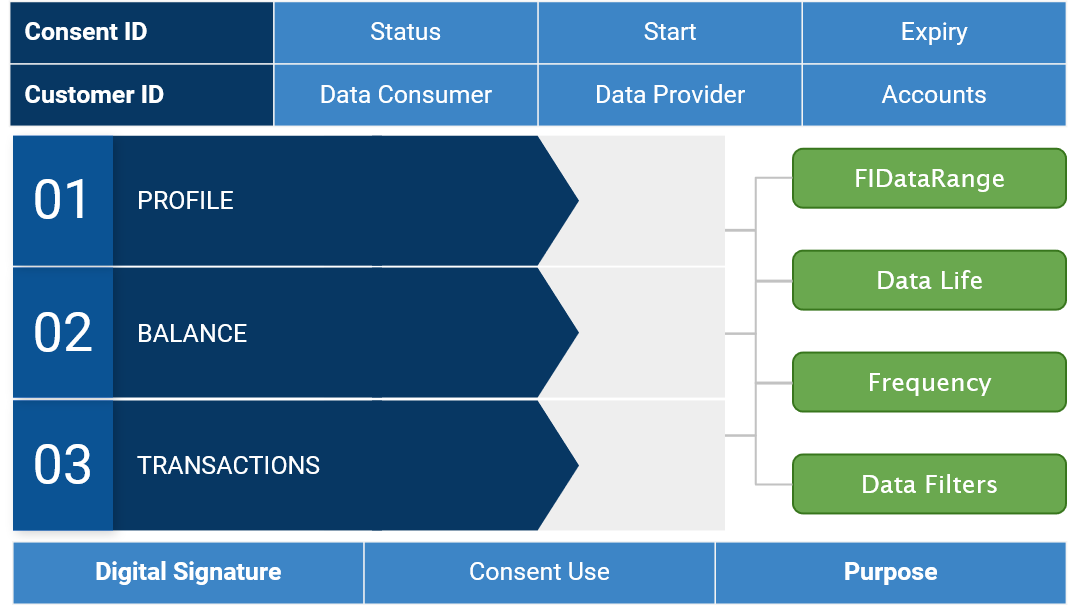 Consent ID
Status
Start
Expiry
Customer ID
Data Consumer
Data Provider
Accounts
01
PROFILE
02
BALANCE
03
TRANSACTIONS
FIDataRange
Data Life
Frequency
Data Filters
Digital Signature
Consent Use
Purpose